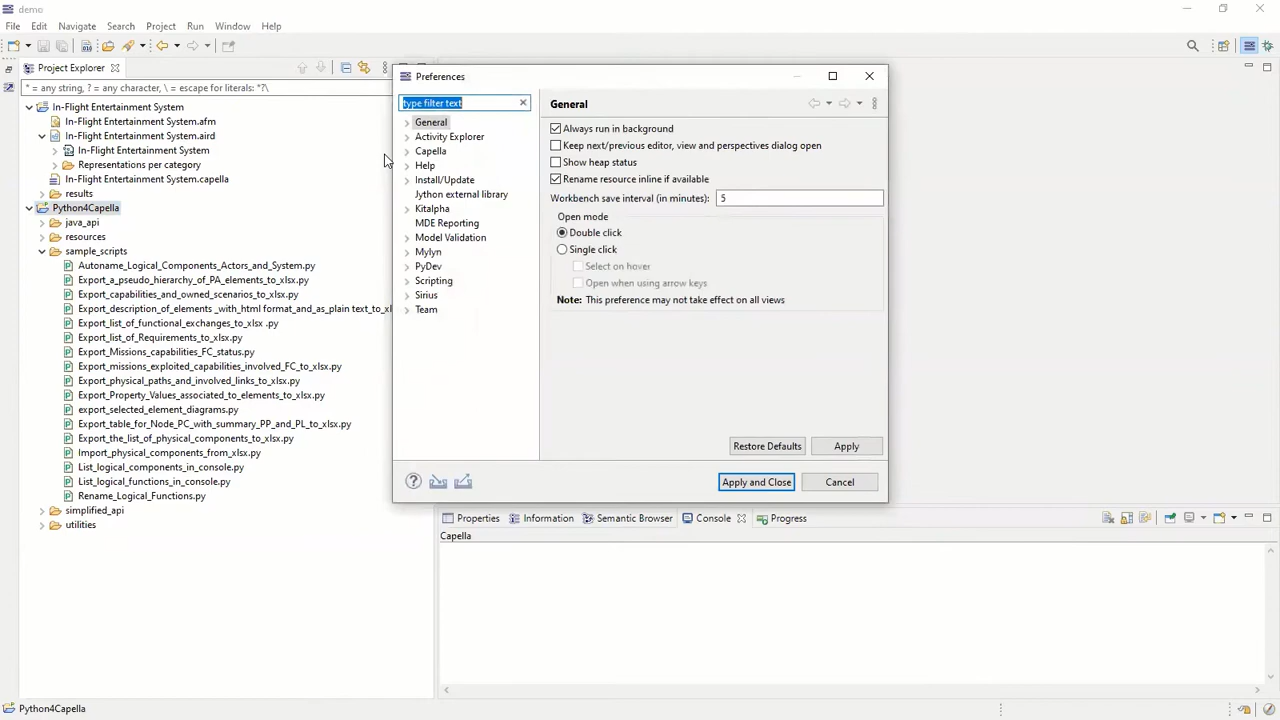 demo
File Edit Navigate Search Project Run Window Help
Project Explorer
* = any string, ? = any character, \ = escape for literals: *?\
In-Flight Entertainment System
In-Flight Entertainment System.afm
In-Flight Entertainment System.aird
In-Flight Entertainment System
Representations per category
In-Flight Entertainment System.capella
results
Python4Capella
java_api
resources
sample_scripts
Autoname_Logical_Components_Actors_and_System.py
Export_a_pseudo_hierarchy_of_PA_elements_to_xlsx.py
Export_capabilities_and_owned_scenarios_to_xlsx.py
Export_description_of_elements_with_html format_and_as_plain text_to_xl
Export_list_of_functional_exchanges_to_xlsx .py
Export_list_of_Requirements_to_xlsx.py
Export_Missions_capabilities_FC_status.py
Export_missions_exploited_capabilities_involved_FC_to_xlsx.py
Export_physical_paths_and_involved_links_to_xlsx.py
Export_Property_Values_associated_to_elements_to_xlsx.py
export_selected_element_diagrams.py
Export_table_for_Node_PC_with_summary_PP_and_PL_to_xlsx.py
Export_the_list_of_physical_components_to_xlsx.py
Import_physical_components_from_xlsx.py
List_logical_components_in_console.py
List_logical_functions_in_console.py
Rename_Logical_Functions.py
simplified_api
utilities
Preferences
type filter text
General
Activity Explorer
Capella
Help
Install/Update
Jython external library
Kitalpha
MDE Reporting
Model Validation
Mylyn
PyDev
Scripting
Sirius
Team
General
Always run in background
Keep next/previous editor, view and perspectives dialog open
Show heap status
Rename resource inline if available
Workbench save interval (in minutes): 5
Open mode
Double click
Single click
Select on hover
Open when using arrow keys
Note: This preference may not take effect on all views
Restore Defaults Apply
Apply and Close Cancel
Properties Information Semantic Browser Console Progress
Capella
Python4Capella